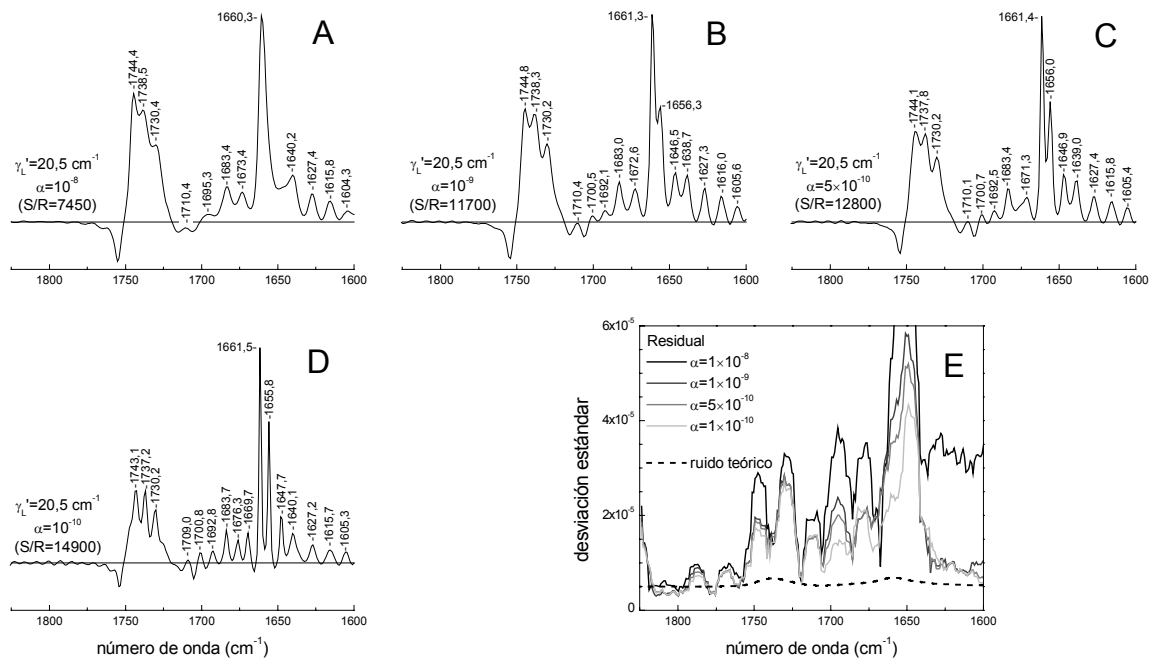 A
1660,3-
-1744,4
-1738,5
-1730,4
-1710,4
-1695,3
-1683,4
-1673,4
-1640,2
-1627,4
-1615,8
-1604,3
γL'=20,5 cm⁻¹
α=10⁻⁸
(S/R=7450)
1800 1750 1700 1650 1600
B
1661,3-
-1656,3
-1744,8
-1738,3
-1730,2
-1710,4
-1700,5
-1692,1
-1683,0
-1672,6
-1646,5
-1638,7
-1627,3
-1616,0
-1605,6
γL'=20,5 cm⁻¹
α=10⁻⁹
(S/R=11700)
1800 1750 1700 1650 1600
C
1661,4-
-1656,0
-1744,1
-1737,8
-1730,2
-1710,1
-1700,7
-1692,5
-1683,4
-1671,3
-1646,9
-1639,0
-1627,4
-1615,8
-1605,4
γL'=20,5 cm⁻¹
α=5×10⁻¹⁰
(S/R=12800)
1800 1750 1700 1650 1600
D
1661,5-
-1655,8
-1743,1
-1737,2
-1730,2
-1709,0
-1700,8
-1692,8
-1683,7
-1676,3
-1669,7
-1647,7
-1640,1
-1627,2
-1615,7
-1605,3
γL'=20,5 cm⁻¹
α=10⁻¹⁰
(S/R=14900)
1800 1750 1700 1650 1600
número de onda (cm⁻¹)
E
6x10⁻⁵
4x10⁻⁵
2x10⁻⁵
0
desviación estándar
Residual
α=1×10⁻⁸
α=1×10⁻⁹
α=5×10⁻¹⁰
α=1×10⁻¹⁰
ruido teórico
1800 1750 1700 1650 1600
número de onda (cm⁻¹)